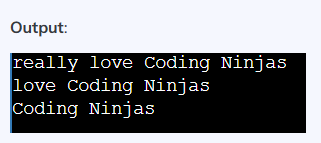 Output:
really love Coding Ninjas
love Coding Ninjas
Coding Ninjas